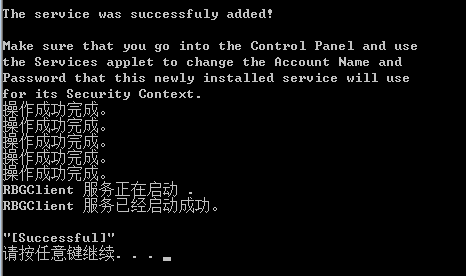 The service was successfuly added!
Make sure that you go into the Control Panel and use
the Services applet to change the Account Name and
Password that this newly installed service will use
for its Security Context.
操作成功完成。
操作成功完成。
操作成功完成。
操作成功完成。
操作成功完成。
RBGClient 服务正在启动 .
RBGClient 服务已经启动成功。
"[Successful]"
请按任意键继续. . .